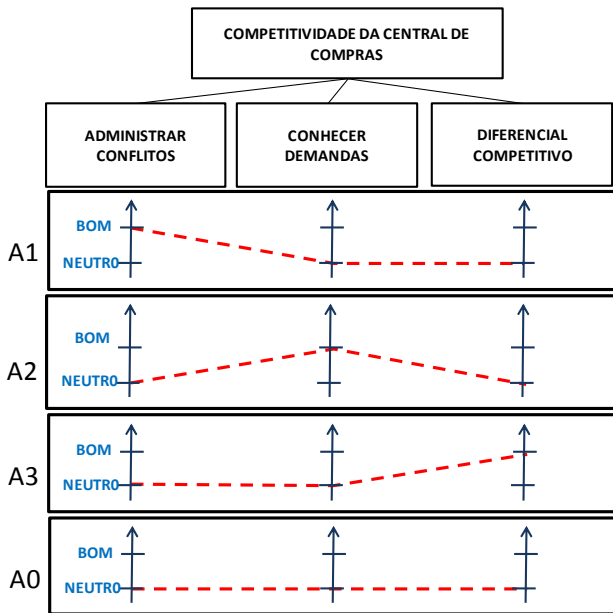 COMPETITIVIDADE DA CENTRAL DE
COMPRAS
ADMINISTRAR
CONFLITOS
CONHECER
DEMANDAS
DIFERENCIAL
COMPETITIVO
A1
BOM
NEUTR0
A2
BOM
NEUTR0
A3
BOM
NEUTR0
A0
BOM
NEUTR0